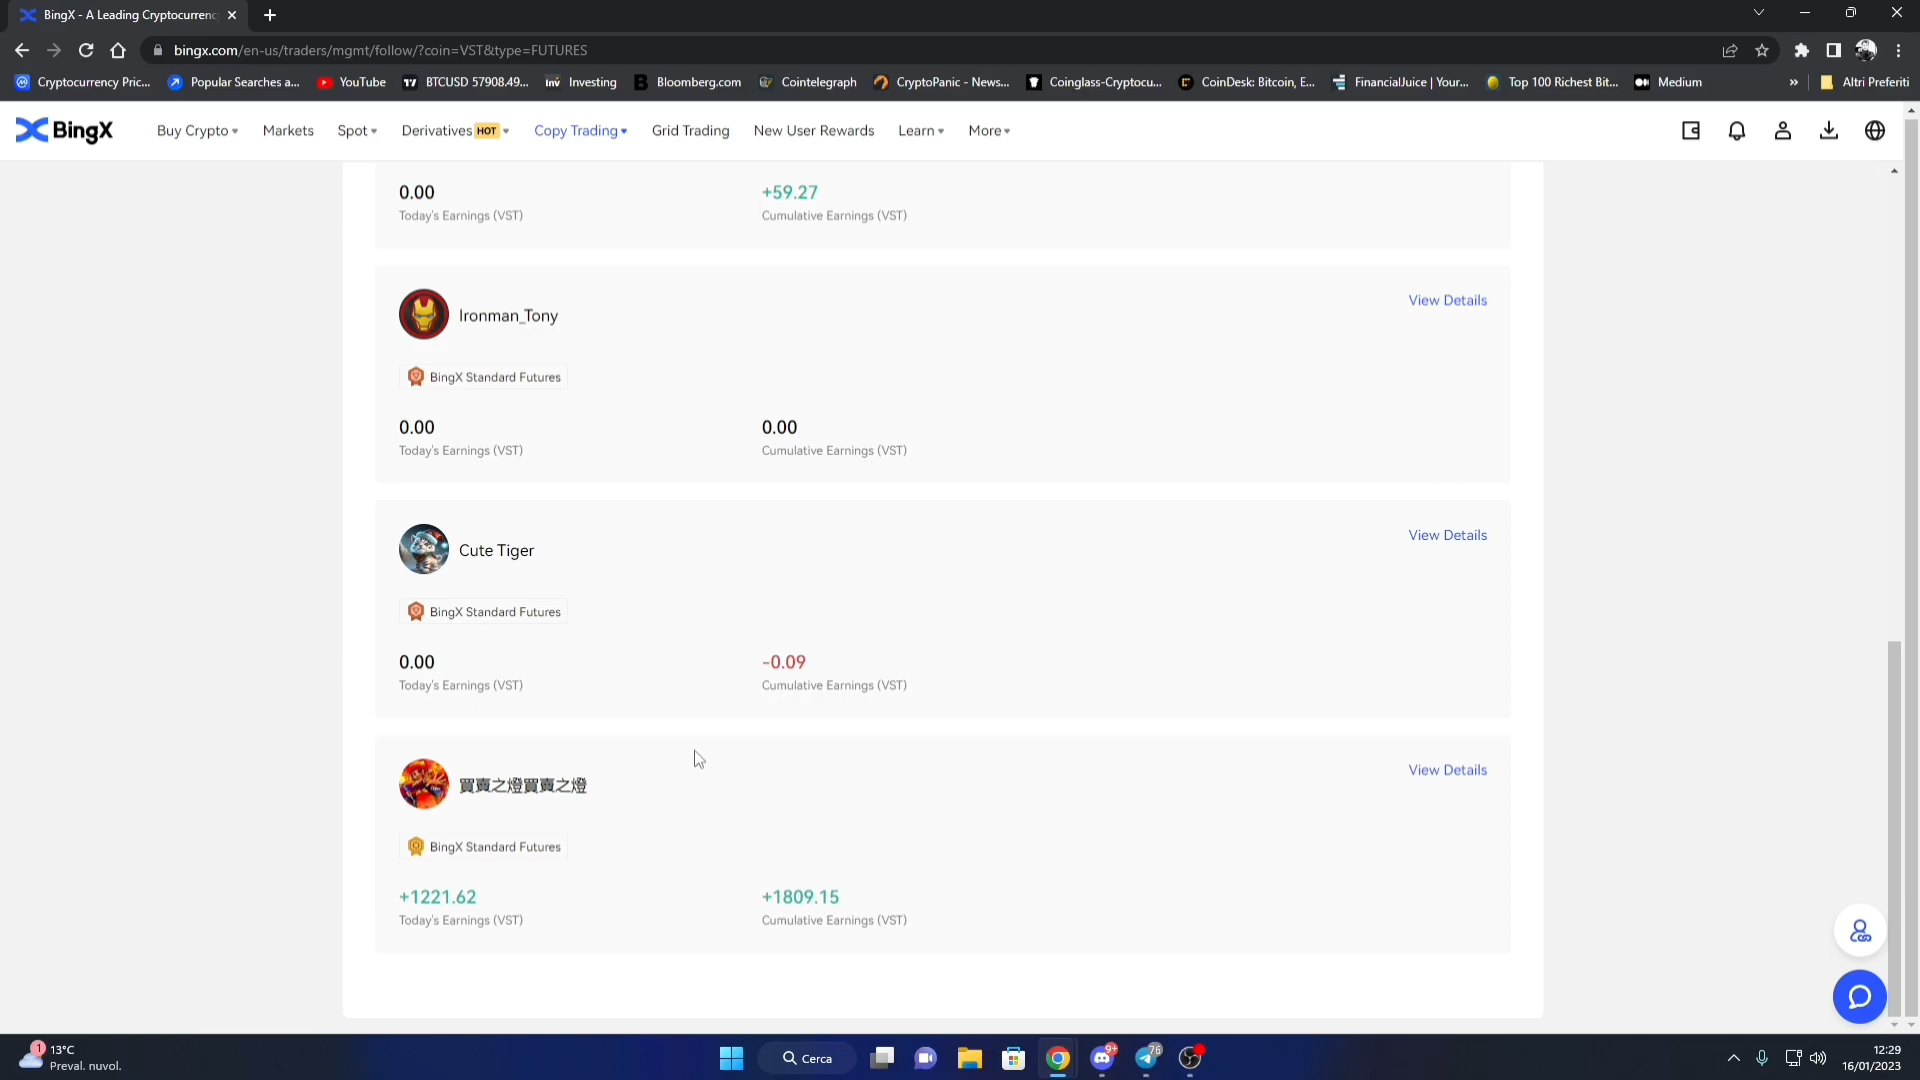 BingX - A Leading Cryptocurrenc
bingx.com/en-us/traders/mgmt/follow/?coin=VST&type=FUTURES
Cryptocurrency Pric... Popular Searches a... YouTube BTCUSD 57908.49... Investing Bloomberg.com Cointelegraph CryptoPanic - News... Coinglass-Cryptocu... CoinDesk: Bitcoin, E... FinancialJuice | Your... Top 100 Richest Bit... Medium » Altri Preferiti
BingX Buy Crypto Markets Spot Derivatives HOT Copy Trading Grid Trading New User Rewards Learn More
0.00 +59.27
Today's Earnings (VST) Cumulative Earnings (VST)
Ironman_Tony View Details
BingX Standard Futures
0.00 0.00
Today's Earnings (VST) Cumulative Earnings (VST)
Cute Tiger View Details
BingX Standard Futures
0.00 -0.09
Today's Earnings (VST) Cumulative Earnings (VST)
買賣之燈買賣之燈 View Details
BingX Standard Futures
+1221.62 +1809.15
Today's Earnings (VST) Cumulative Earnings (VST)
1 13°C
Preval. nuvol.
Cerca
9+ 76
12:29
16/01/2023